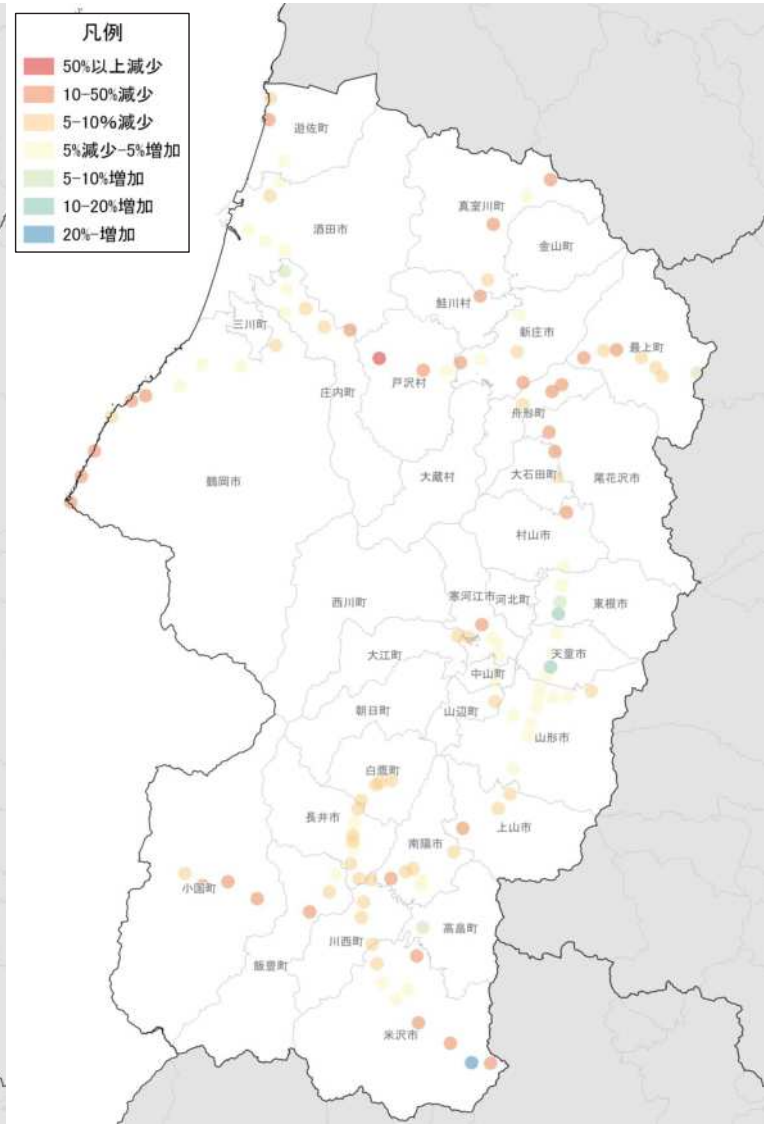 凡例
50%以上減少
10-50%減少
5-10%減少
5%減少-5%増加
5-10%増加
10-20%増加
20%-増加
遊佐町
真室川町
酒田市
金山町
鮭川村
三川町
新庄市
最上町
戸沢村
庄内町
舟形町
大蔵村
大石田町
尾花沢市
鶴岡市
村山市
西川町
寒河江市
河北町
東根市
大江町
天童市
中山町
朝日町
山辺町
山形市
白鷹町
長井市
上山市
南陽市
小国町
川西町
高畠町
飯豊町
米沢市